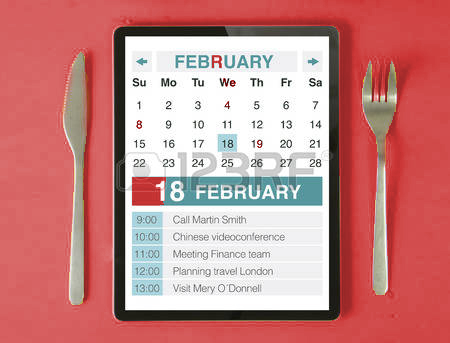 FEBRUARY
Su Mo Tu We Th Fr Sa
1 2 3 4 5 6 7
8 9 10 11 12 13 14
15 16 17 18 19 20 21
22 23 24 25 26 27 28
123RF
18 FEBRUARY
9:00 Call Martin Smith
10:00 Chinese videoconference
11:00 Meeting Finance team
12:00 Planning travel London
13:00 Visit Mery O´Donnell